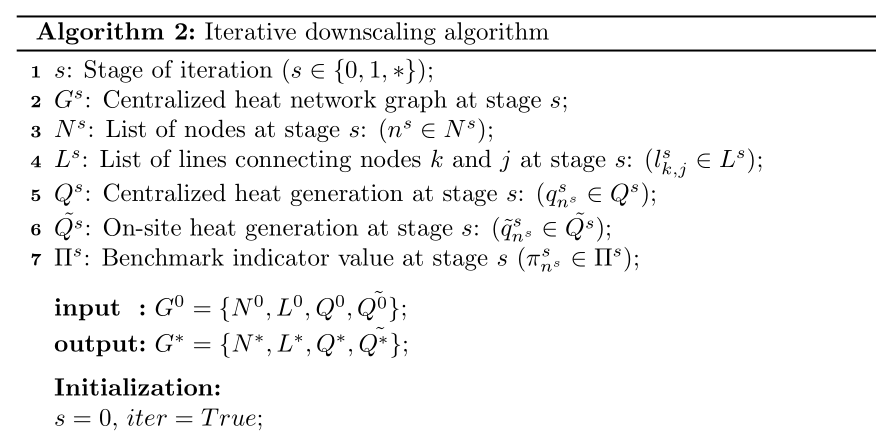 Algorithm 2: Iterative downscaling algorithm
1 s: Stage of iteration (s ∈ {0, 1, ∗});
2 G^s: Centralized heat network graph at stage s;
3 N^s: List of nodes at stage s: (n^s ∈ N^s);
4 L^s: List of lines connecting nodes k and j at stage s: (l^s_{k,j} ∈ L^s);
5 Q^s: Centralized heat generation at stage s: (q^s_{n^s} ∈ Q^s);
6 Q̃^s: On-site heat generation at stage s: (q̃^s_{n^s} ∈ Q̃^s);
7 Π^s: Benchmark indicator value at stage s (π^s_{n^s} ∈ Π^s);
input : G^0 = {N^0, L^0, Q^0, Q̃^0};
output: G^∗ = {N^∗, L^∗, Q^∗, Q̃^∗};
Initialization:
s = 0, iter = True;